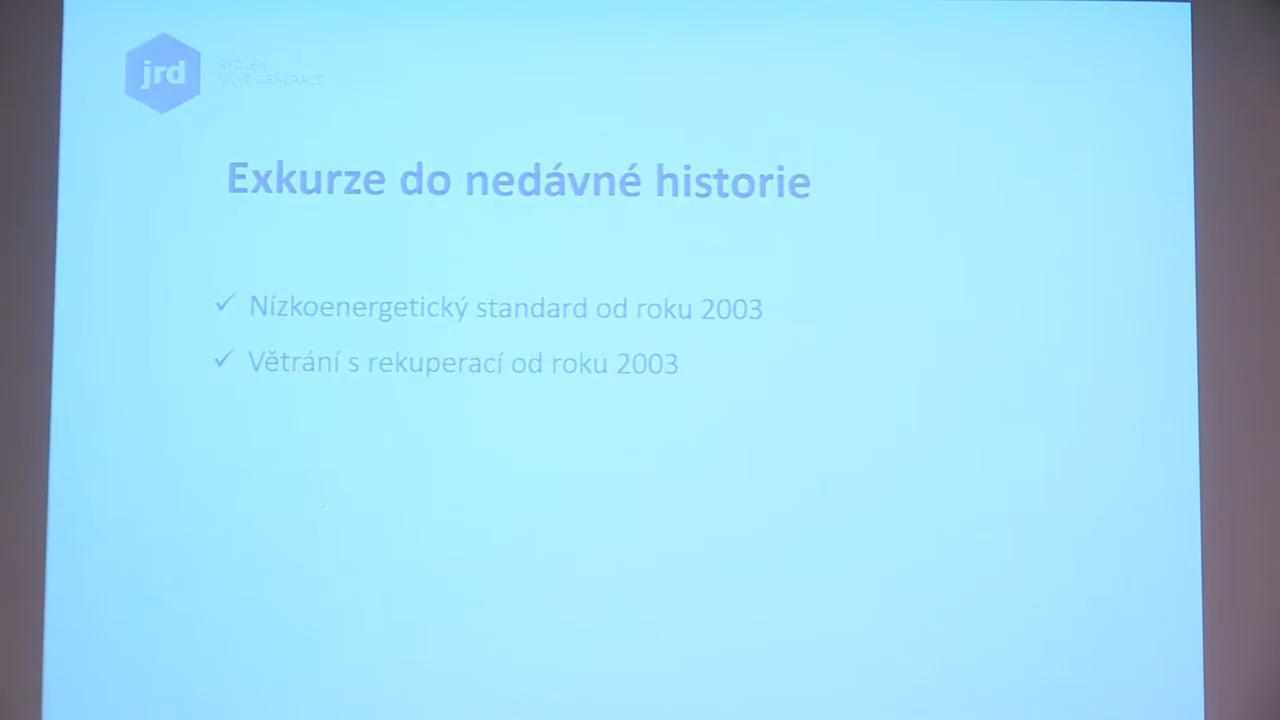 jrd
BYDLENÍ
NOVÉ GENERACE
Exkurze do nedávné historie
✓ Nízkoenergetický standard od roku 2003
✓ Větrání s rekuperací od roku 2003